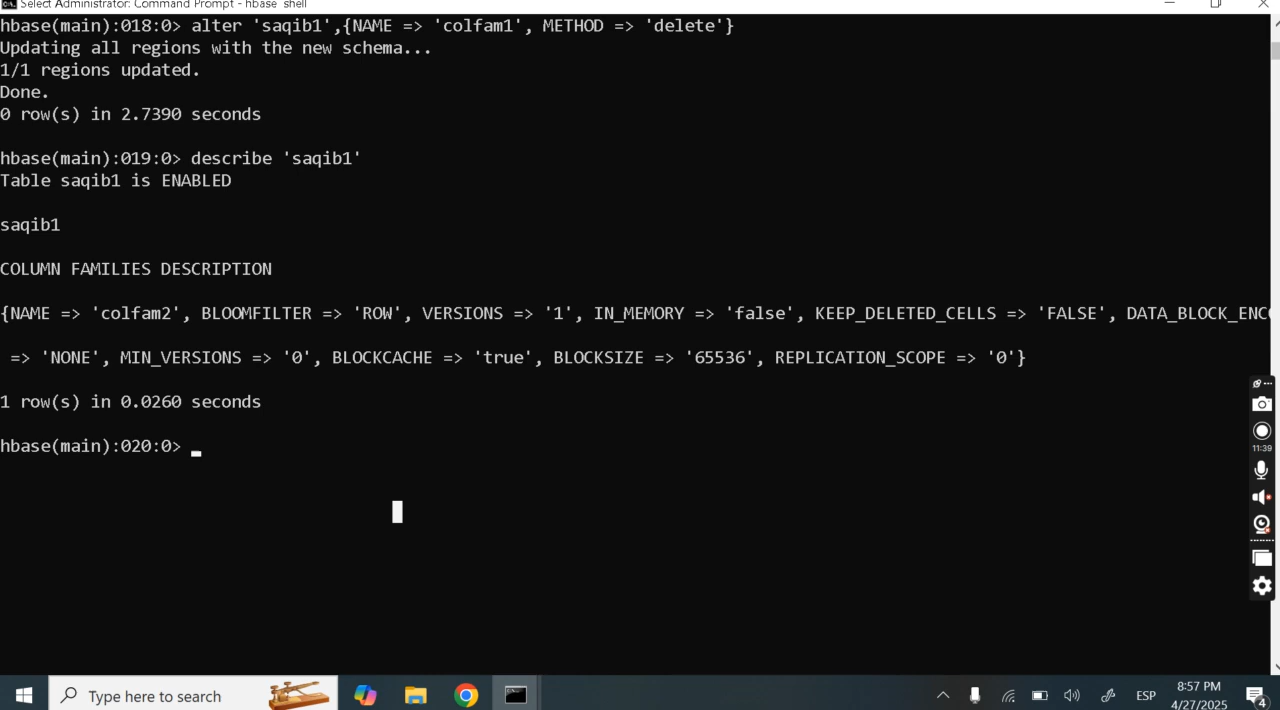 Select Administrator: Command Prompt - hbase shell
hbase(main):018:0> alter 'saqib1',{NAME => 'colfam1', METHOD => 'delete'}
Updating all regions with the new schema...
1/1 regions updated.
Done.
0 row(s) in 2.7390 seconds
hbase(main):019:0> describe 'saqib1'
Table saqib1 is ENABLED
saqib1
COLUMN FAMILIES DESCRIPTION
{NAME => 'colfam2', BLOOMFILTER => 'ROW', VERSIONS => '1', IN_MEMORY => 'false', KEEP_DELETED_CELLS => 'FALSE', DATA_BLOCK_ENCO
=> 'NONE', MIN_VERSIONS => '0', BLOCKCACHE => 'true', BLOCKSIZE => '65536', REPLICATION_SCOPE => '0'}
1 row(s) in 0.0260 seconds
hbase(main):020:0>
11:39
Type here to search
ESP
8:57 PM
4/27/2025
4